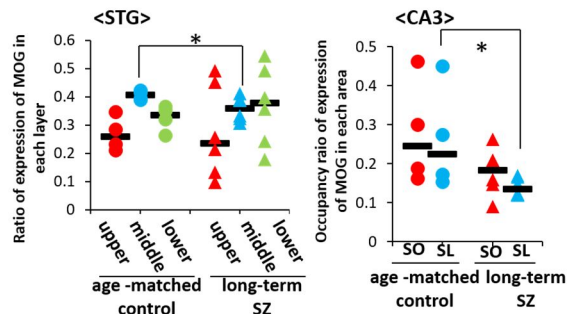 <STG>
Ratio of expression of MOG in
each layer
0.6
0.5
0.4
0.3
0.2
0.1
0
*
upper
middle
lower
upper
middle
lower
age -matched
control
long-term
SZ
<CA3>
Occupancy raio of expression
of MOG in each area
0.5
0.4
0.3
0.2
0.1
0
*
SO SL SO SL
age -matched
control
long-term
SZ